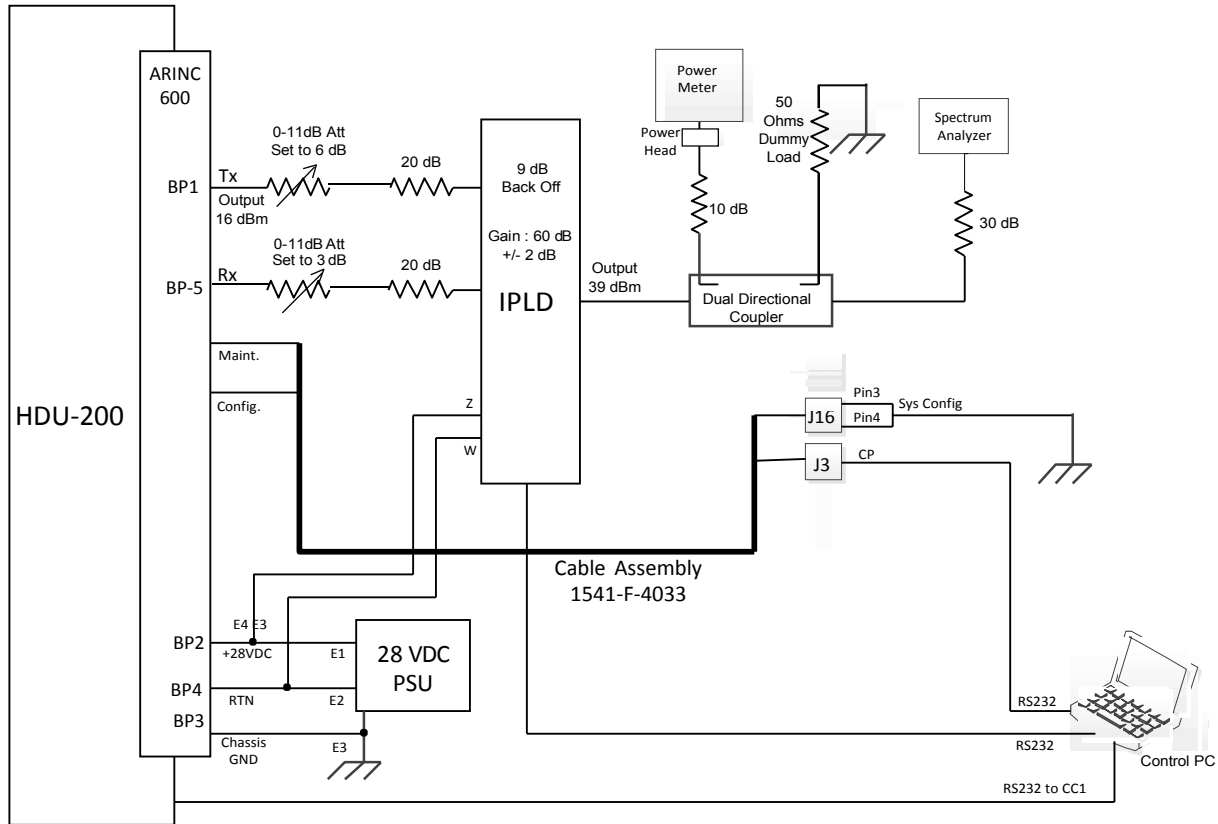 HDU-200
ARINC
600
BP1
Tx
Output
16 dBm
0-11dB Att
Set to 6 dB
20 dB
BP-5
Rx
0-11dB Att
Set to 3 dB
20 dB
Maint.
Config.
9 dB
Back Off
Gain : 60 dB
+/- 2 dB
IPLD
Z
W
Output
39 dBm
Power
Meter
Power
Head
10 dB
50
Ohms
Dummy
Load
Spectrum
Analyzer
30 dB
Dual Directional
Coupler
J16
Pin3
Pin4
Sys Config
J3
CP
Cable Assembly
1541-F-4033
BP2
E4 E3
+28VDC
E1
28 VDC
PSU
BP4
RTN
E2
BP3
Chassis
GND
E3
RS232
RS232
Control PC
RS232 to CC1